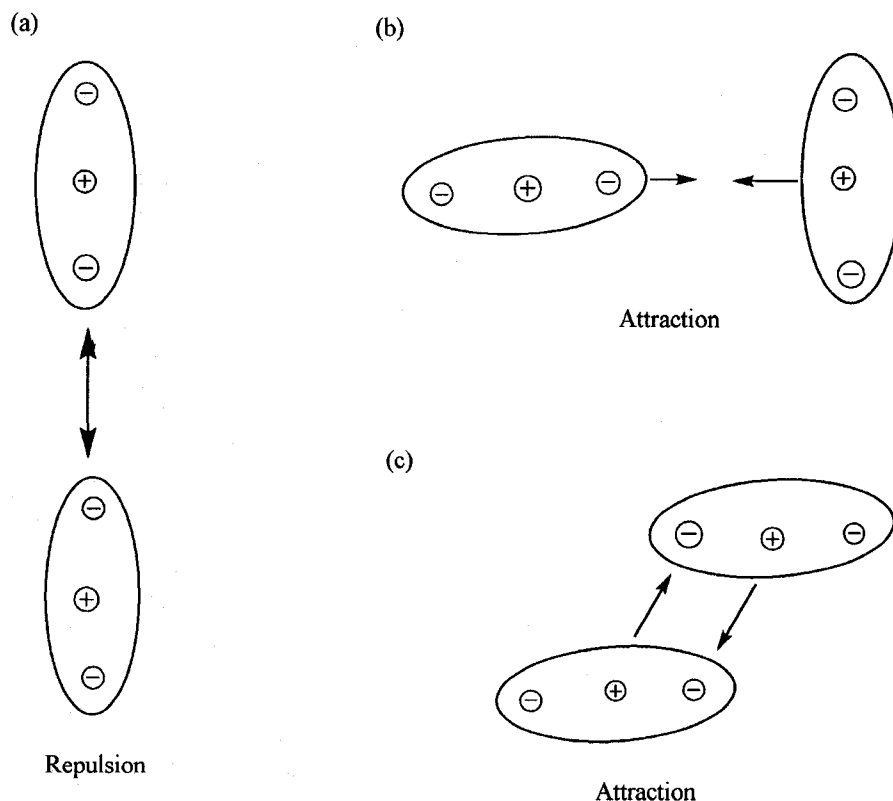 (a)
(b)
− + −
− + −
Repulsion
− + −
− + −
Attraction
(c)
− + −
− + −
Attraction